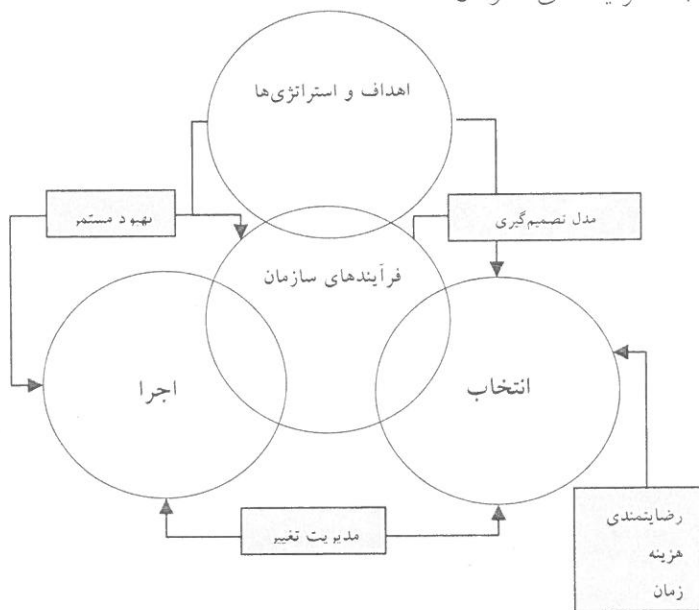 اهداف و استراتژی‌ها
بهبود مستمر
مدل تصمیم‌گیری
فرآیندهای سازمان
اجرا
انتخاب
مدیریت تغییر
رضایتمندی
هزینه
زمان